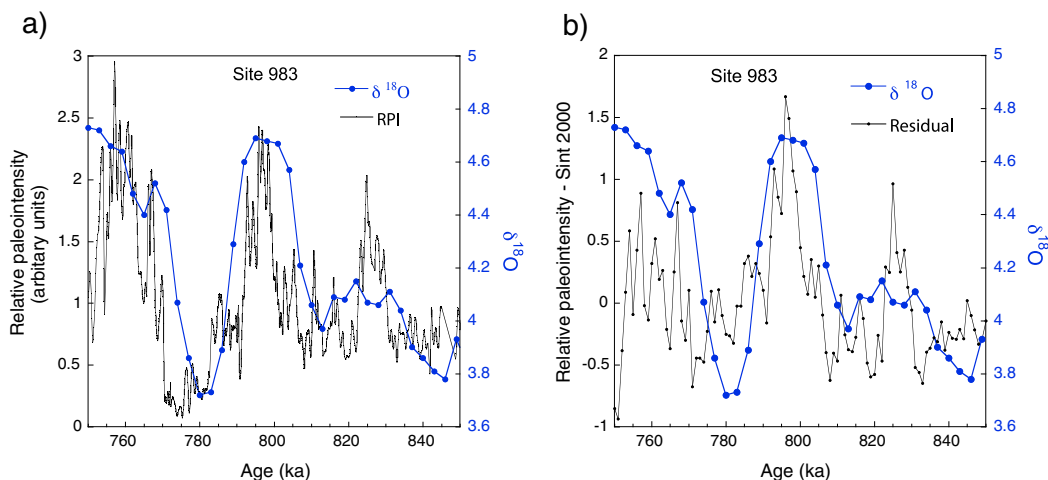 a)
Site 983
δ 18O
RPI
Relative paleointensity
(arbitary units)
3
2.5
2
1.5
1
0.5
0
5
4.8
4.6
4.4
4.2
4
3.8
3.6
δ18O
760
780
800
820
840
Age (ka)
b)
Site 983
δ 18O
Residual
Relative paleointensity - Sint 2000
2
1.5
1
0.5
0
-0.5
-1
5
4.8
4.6
4.4
4.2
4
3.8
3.6
δ18O
760
780
800
820
840
Age (ka)